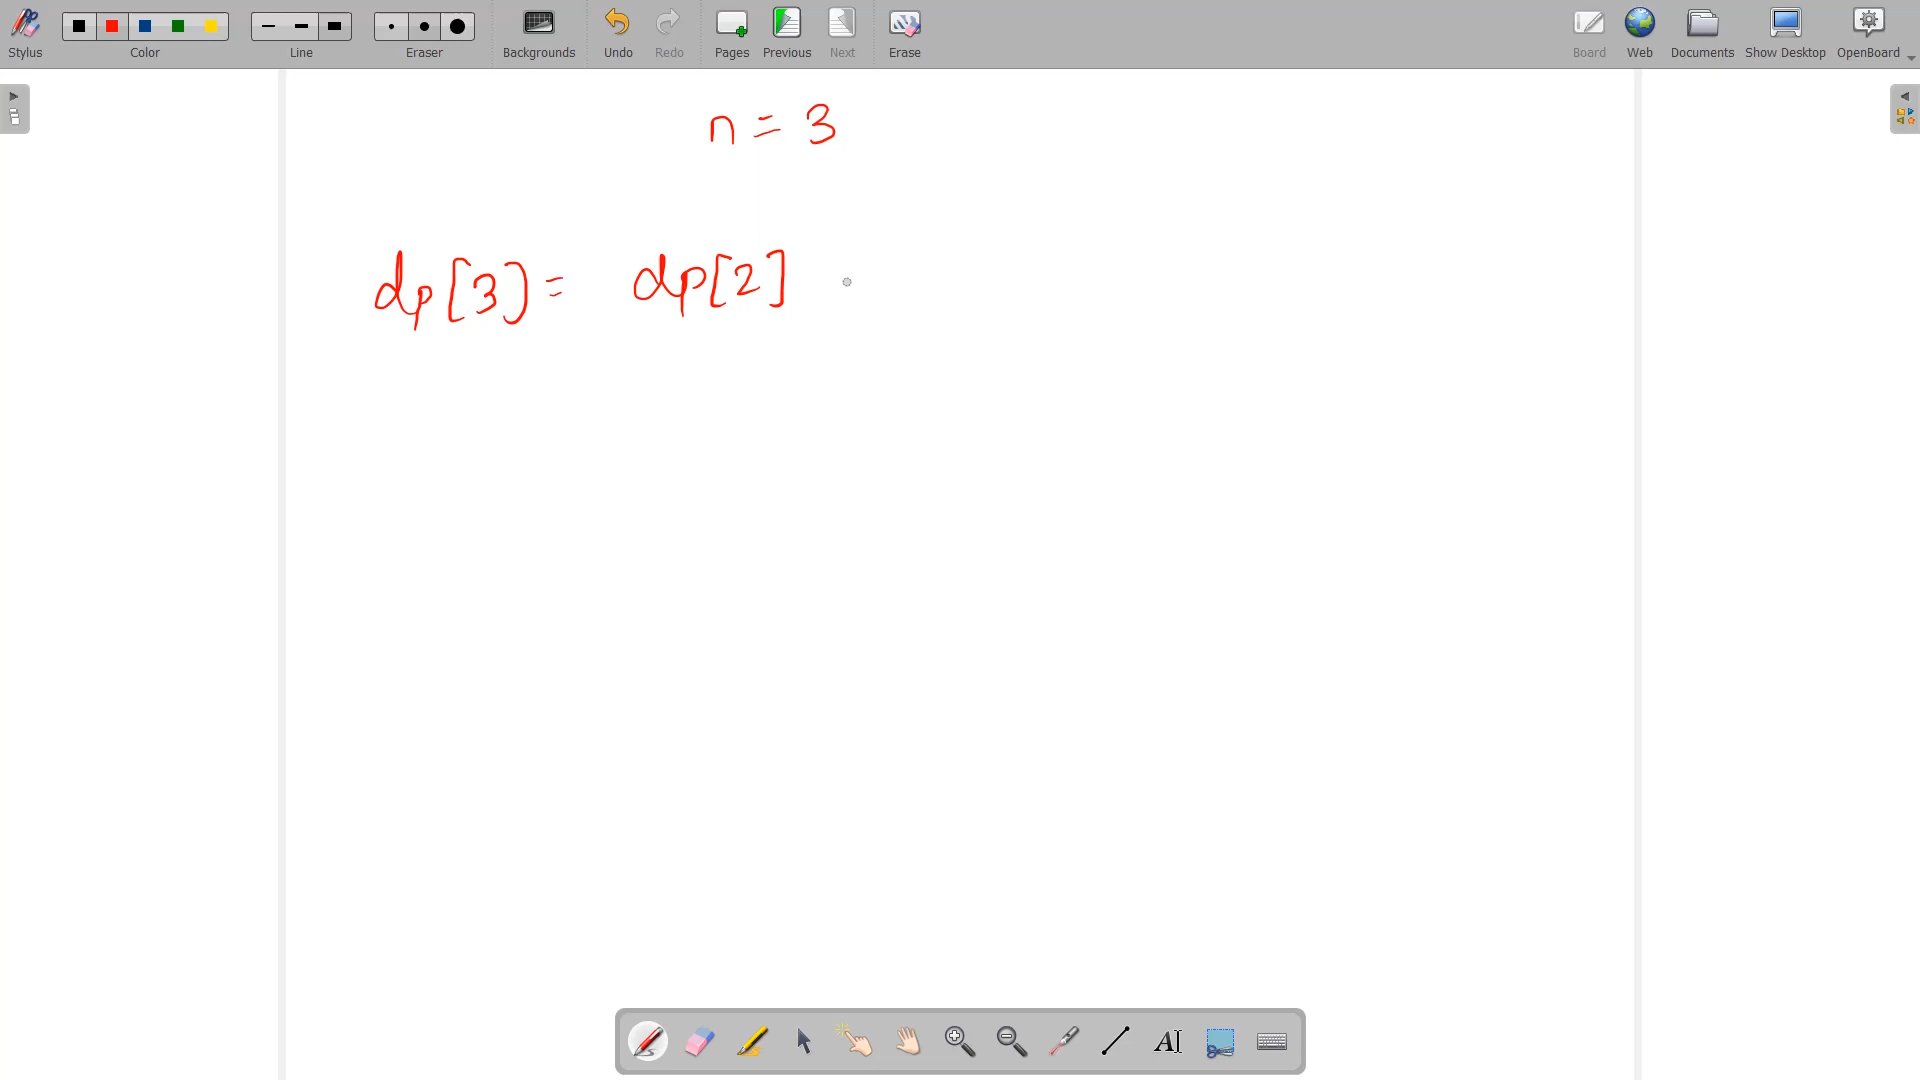 Stylus Color Line Eraser Backgrounds Undo Redo Pages Previous Next Erase Board Web Documents Show Desktop OpenBoard
n = 3
dp[3] = dp[2]